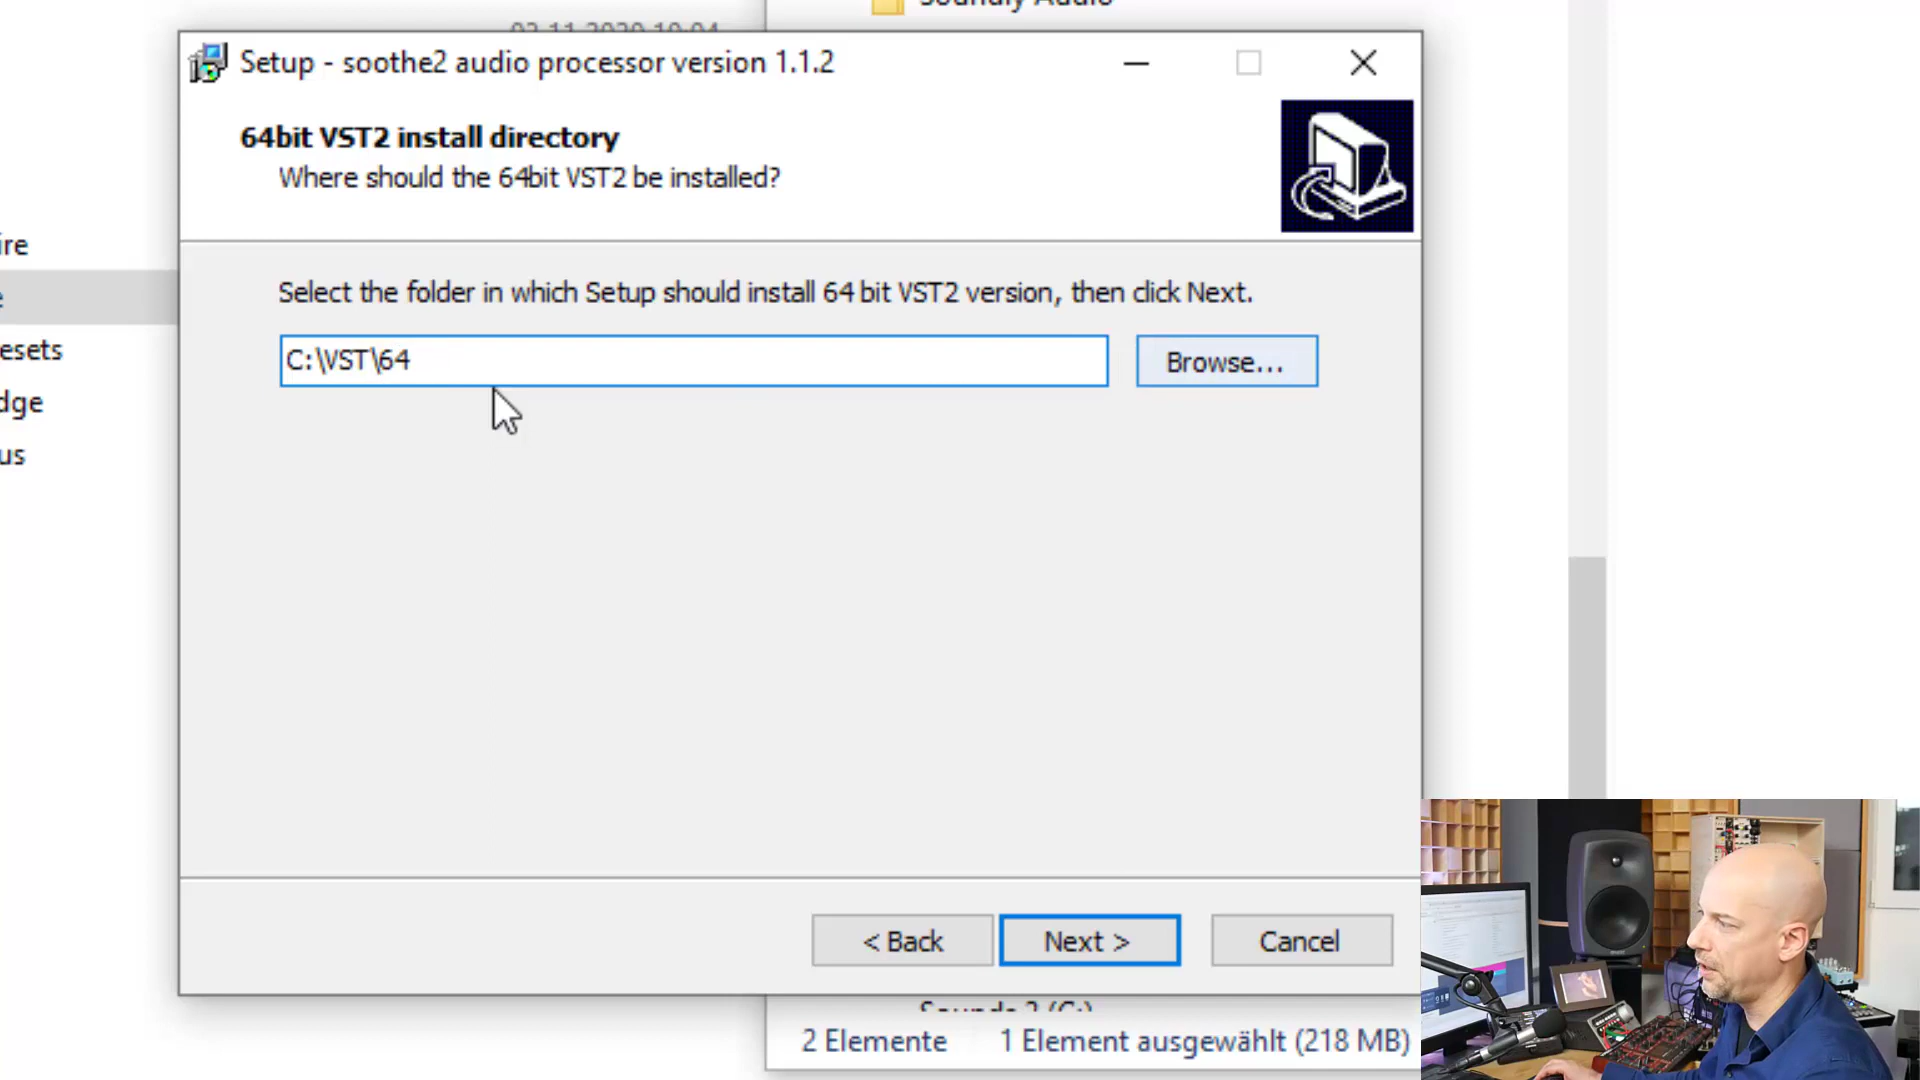 Setup - soothe2 audio processor version 1.1.2
64bit VST2 install directory
Where should the 64bit VST2 be installed?
Select the folder in which Setup should install 64 bit VST2 version, then click Next.
C:\VST\64
Browse...
< Back
Next >
Cancel
ire
esets
dge
us
2 Elemente
1 Element ausgewählt (218 MB)